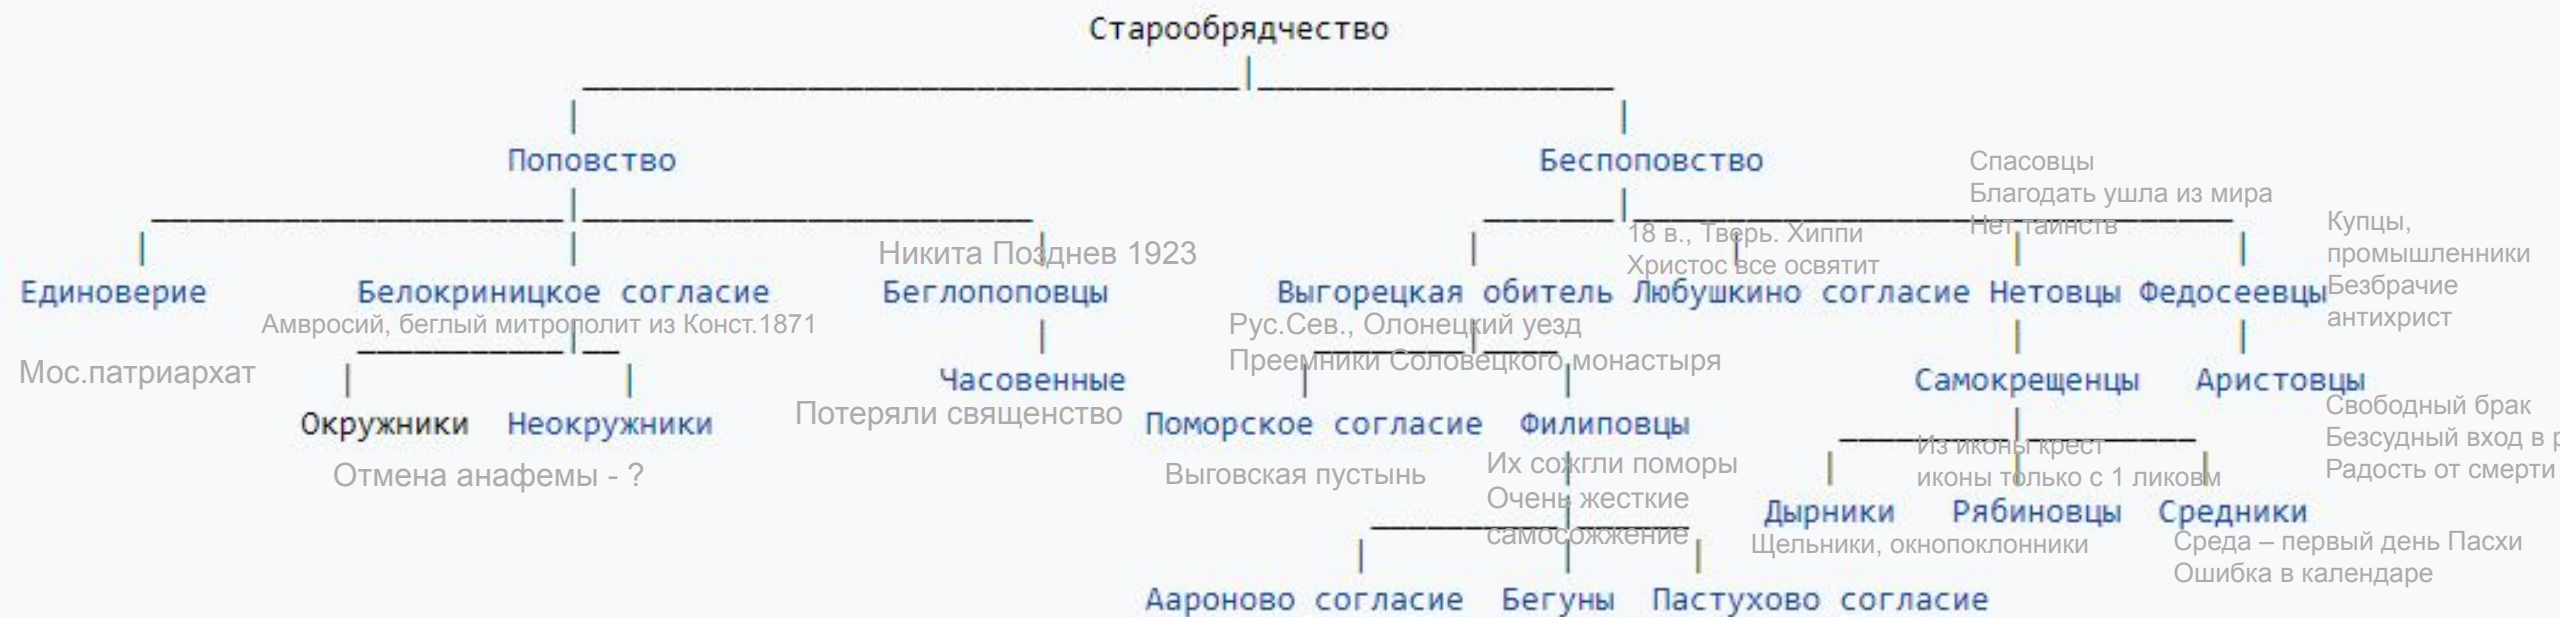 Старообрядчество
Поповство
Беспоповство
Спасовцы
Благодать ушла из мира
Нет таинств
Никита Позднев 1923
18 в., Тверь. Хиппи
Христос все освятит
Купцы,
промышленники
Безбрачие
антихрист
Единоверие
Белокриницкое согласие
Беглопоповцы
Выгорецкая обитель
Любушкино согласие
Нетовцы
Федосеевцы
Амвросий, беглый митрополит из Конст.1871
Рус.Сев., Олонецкий уезд
Преемники Соловецкого монастыря
Мос.патриархат
Часовенные
Самокрещенцы
Аристовцы
Потеряли священство
Свободный брак
Безсудный вход в р
Радость от смерти
Окружники
Неокружники
Поморское согласие
Филиповцы
Из иконы крест
иконы только с 1 ликовм
Отмена анафемы - ?
Выговская пустынь
Их сожгли поморы
Очень жесткие
самосожжение
Дырники
Рябиновцы
Средники
Щельники, окнопоклонники
Среда – первый день Пасхи
Ошибка в календаре
Аароново согласие
Бегуны
Пастухово согласие